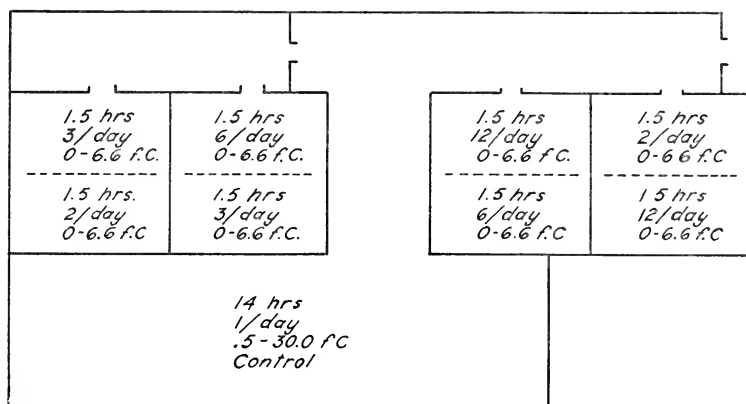 1.5 hrs
3/day
0-6.6 f.C.
1.5 hrs
6/day
0-6.6 f.C.
1.5 hrs
12/day
0-6.6 f.C.
1.5 hrs
2/day
0-6 6 f.C.
1.5 hrs.
2/day
0-6.6 f.C
1.5 hrs
3/day
0-6.6 f.C.
1.5 hrs
6/day
0-6.6 f.C.
1 5 hrs
12/day
0-6.6 f.C.
14 hrs
1/day
.5-30.0 f C
Control